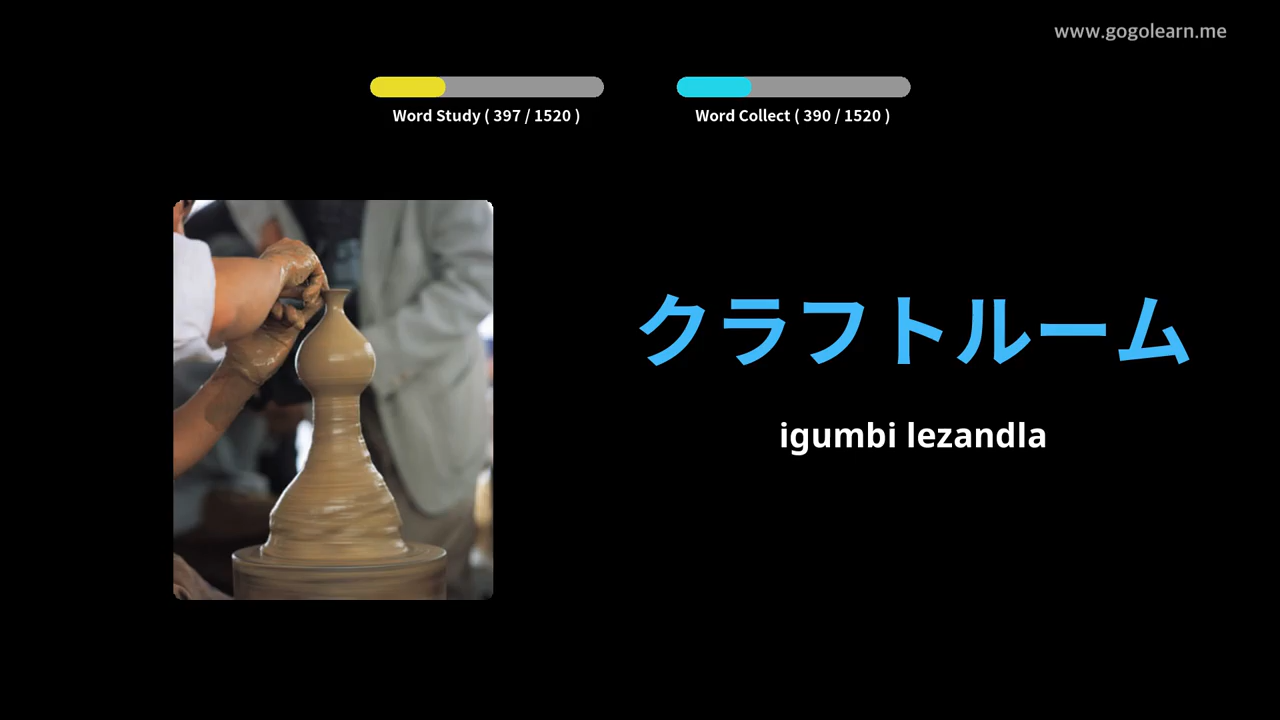 www.gogolearn.me
Word Study ( 397 / 1520 )
Word Collect ( 390 / 1520 )
クラフトルーム
igumbi lezandla